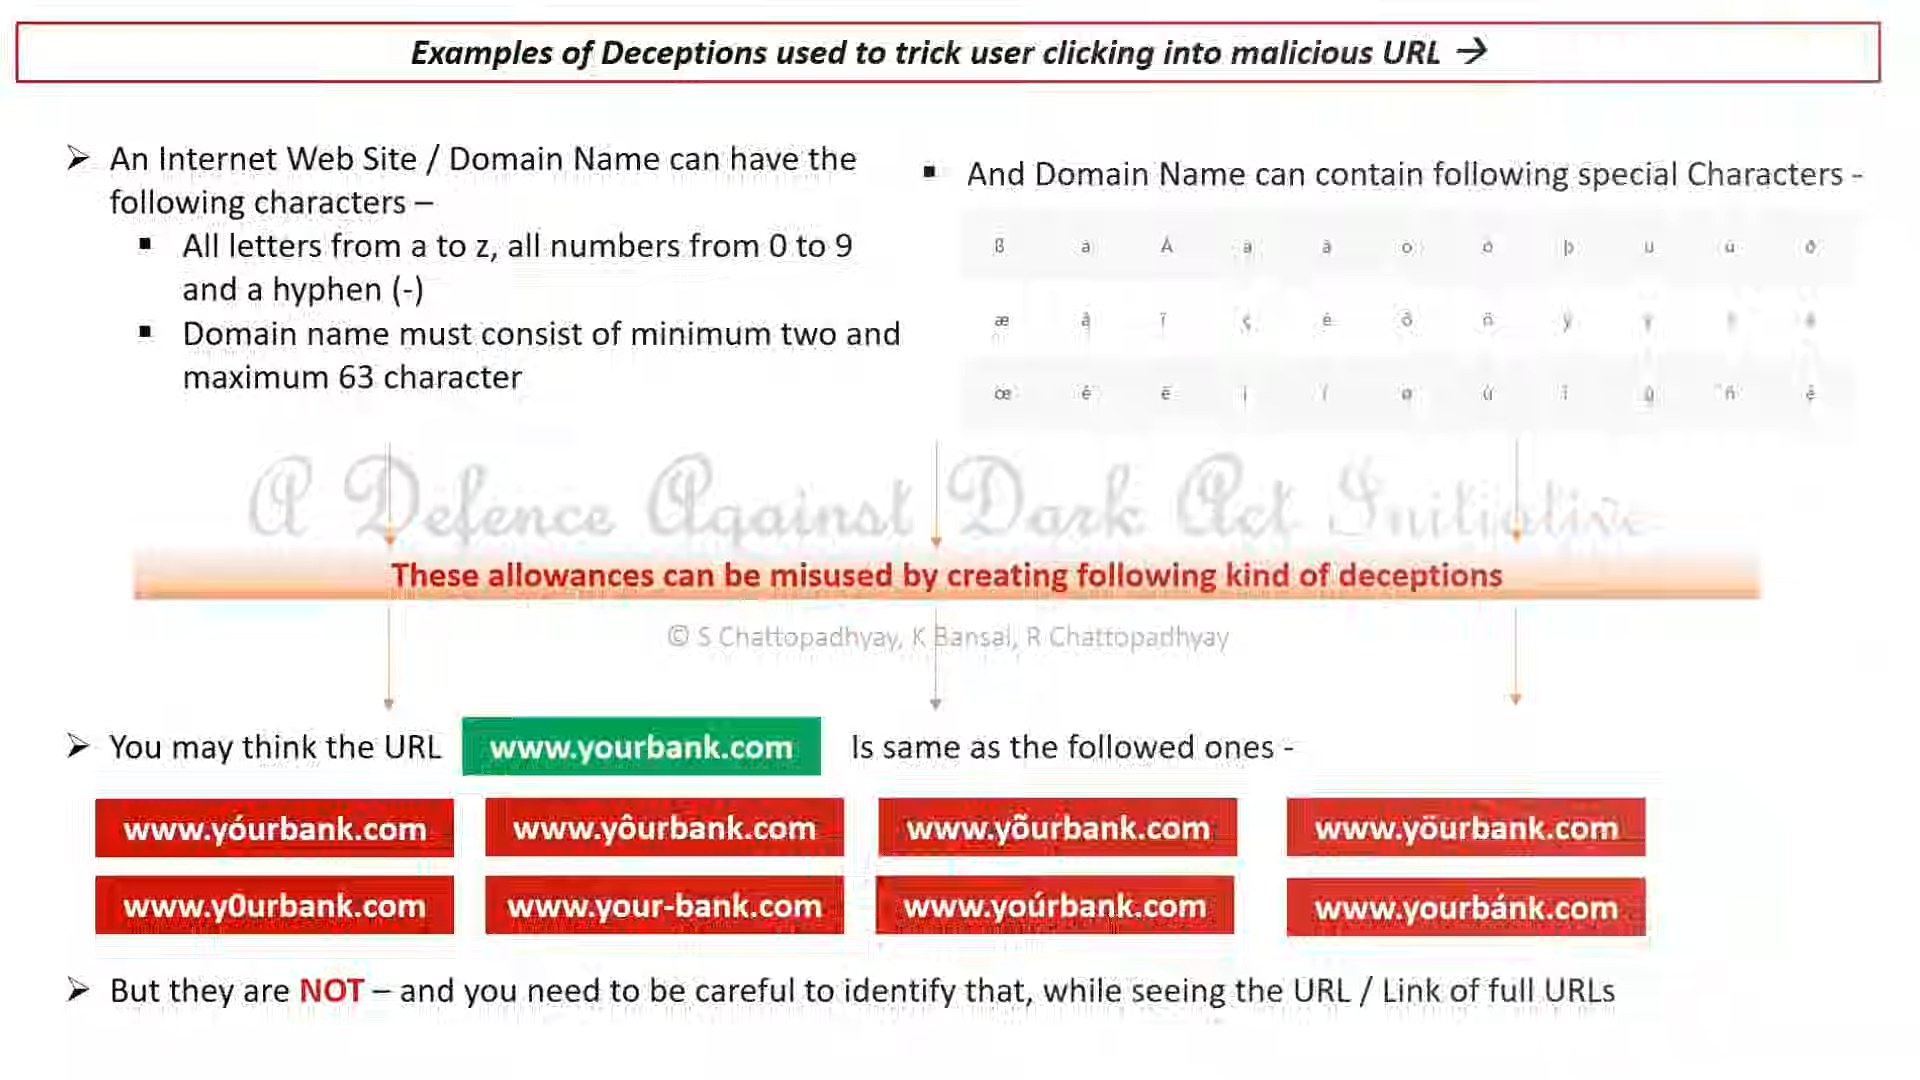 Examples of Deceptions used to trick user clicking into malicious URL →
➢ An Internet Web Site / Domain Name can have the
following characters –
▪ All letters from a to z, all numbers from 0 to 9
and a hyphen (-)
▪ Domain name must consist of minimum two and
maximum 63 character
▪ And Domain Name can contain following special Characters -
A Defence Against Dark Act Initiative
These allowances can be misused by creating following kind of deceptions
© S Chattopadhyay, K Bansal, R Chattopadhyay
➢ You may think the URL www.yourbank.com Is same as the followed ones -
www.yóurbank.com www.yôurbank.com www.yõurbank.com www.yöurbank.com
www.y0urbank.com www.your-bank.com www.yoúrbank.com www.yourbánk.com
➢ But they are NOT – and you need to be careful to identify that, while seeing the URL / Link of full URLs